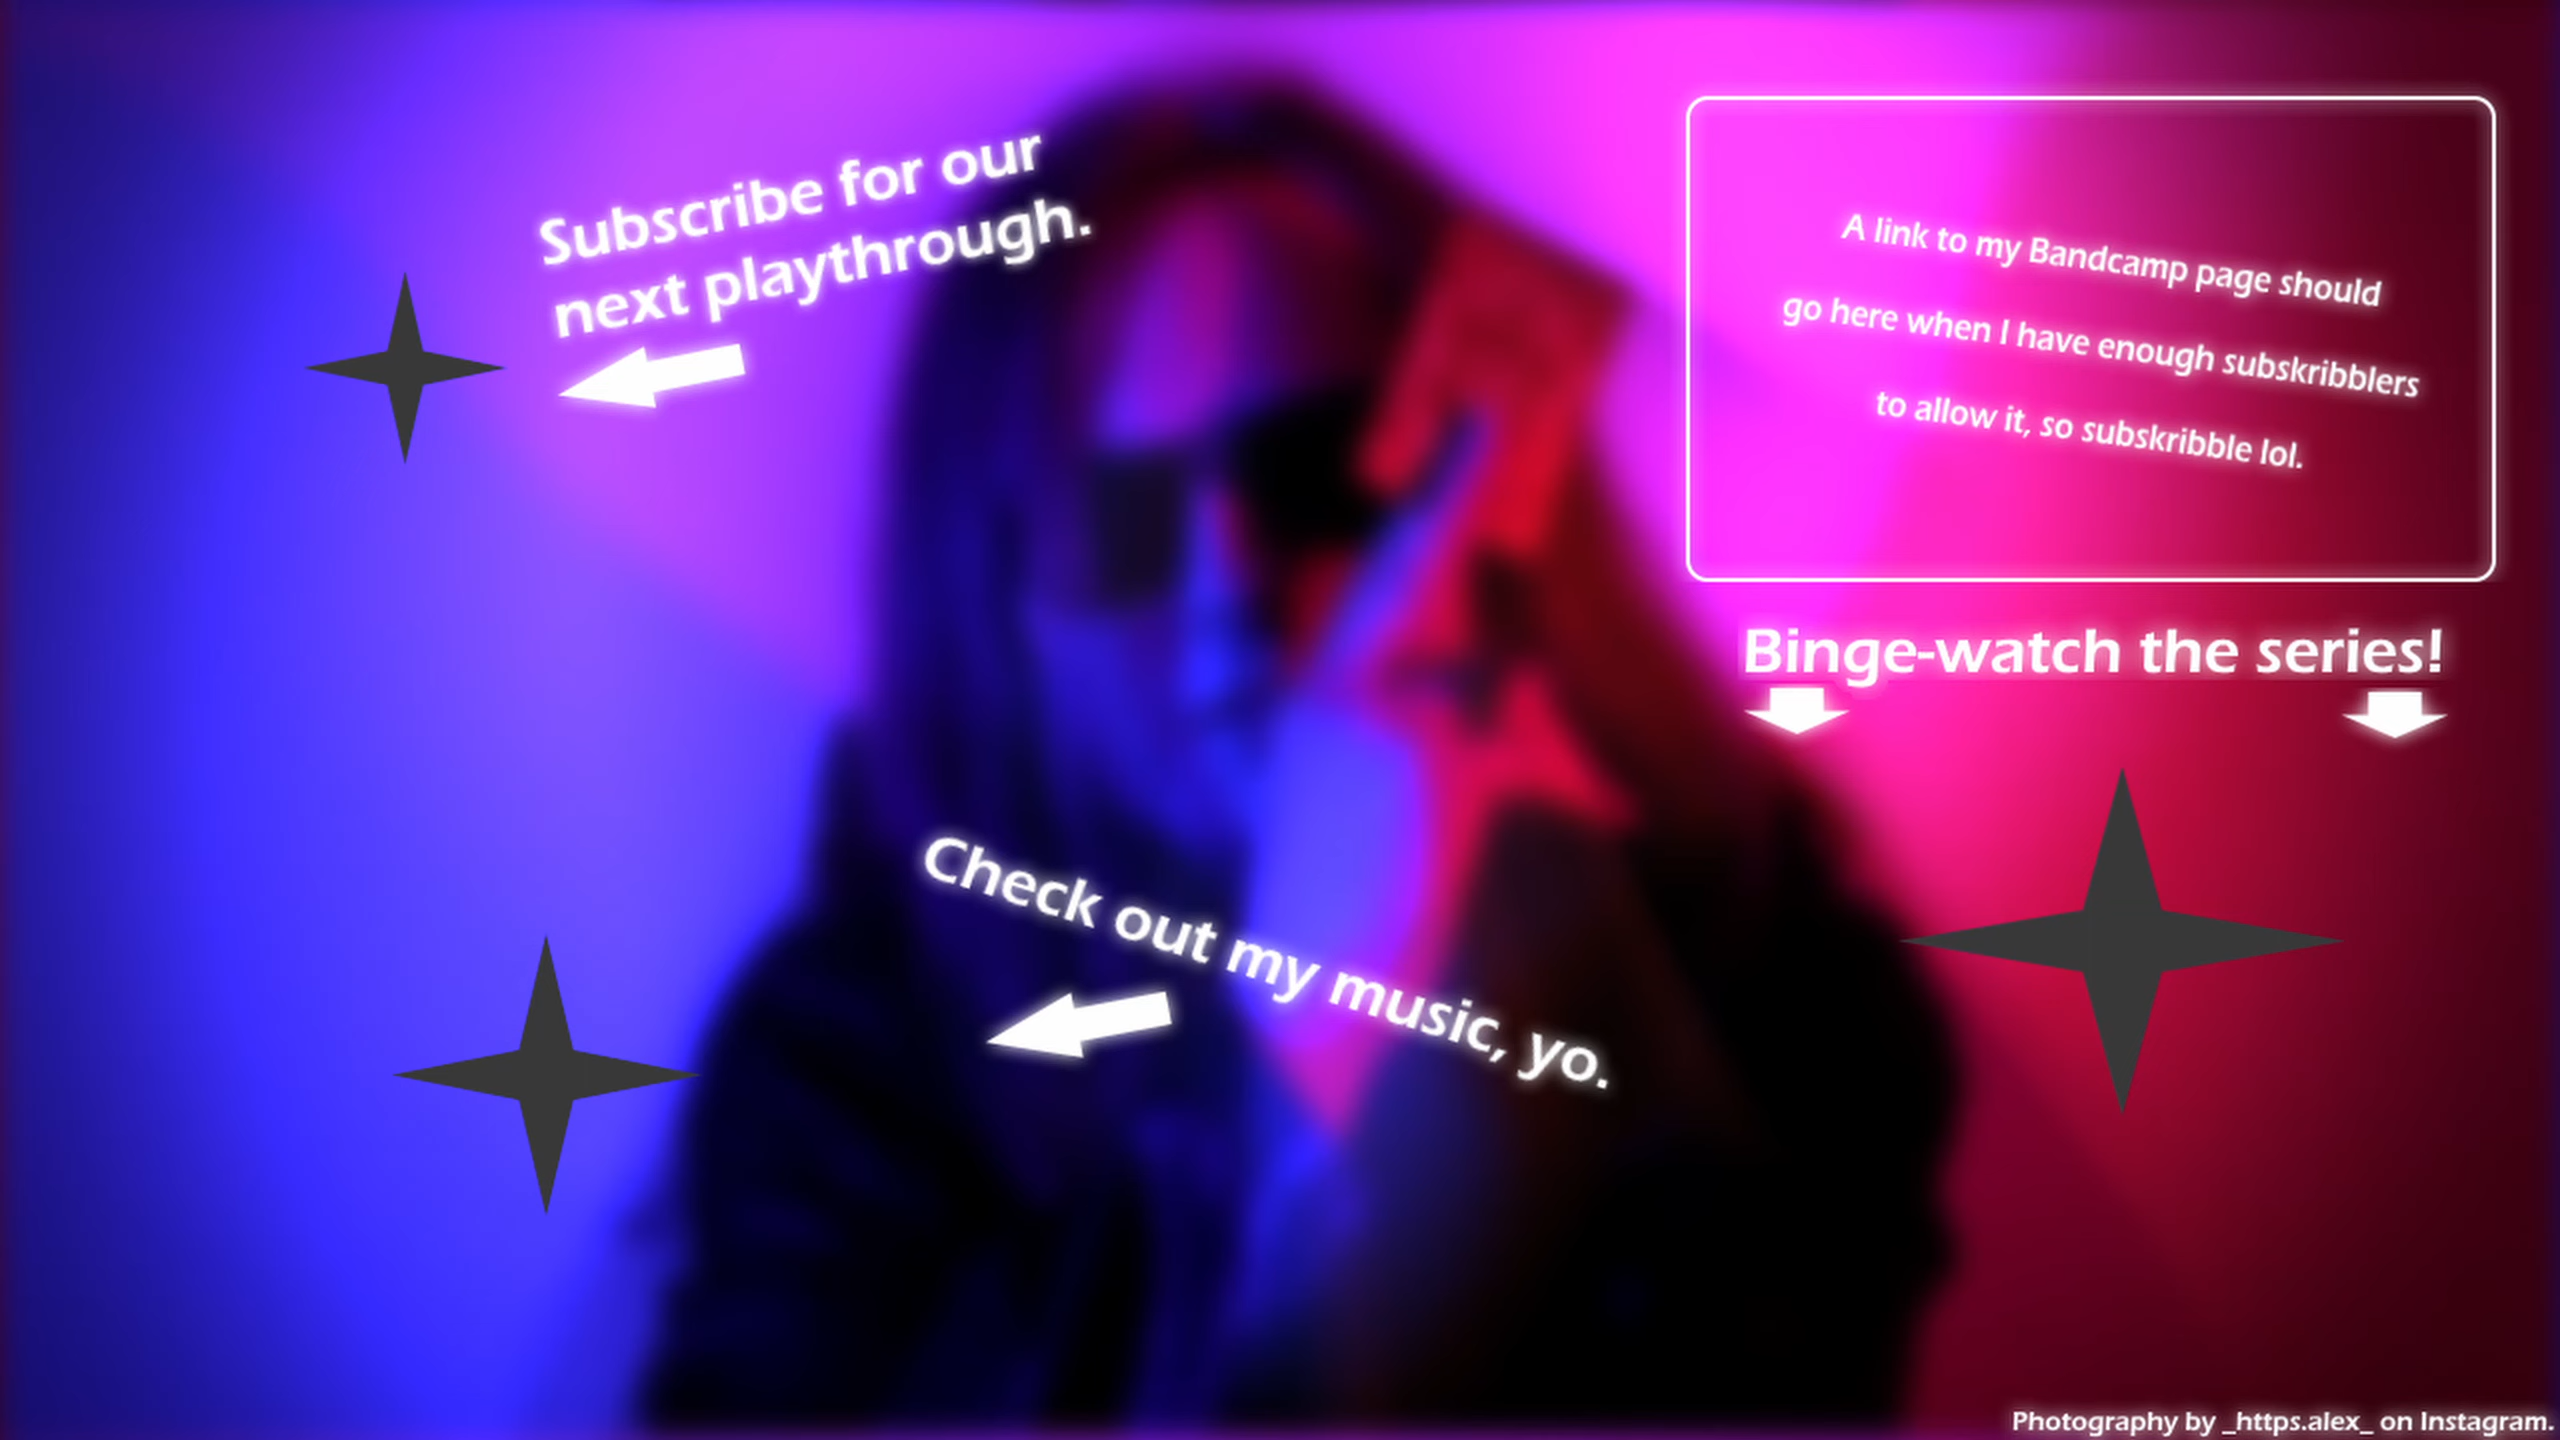 Subscribe for our
next playthrough.
A link to my Bandcamp page should
go here when I have enough subskribblers
to allow it, so subskribble lol.
Binge-watch the series!
Check out my music, yo.
Photography by _https.alex_ on Instagram.